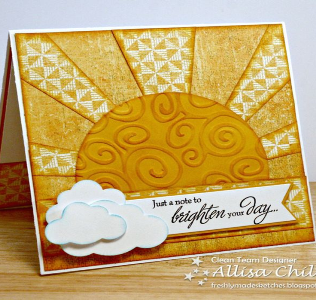 Just a note to
brighten your day...
Clean Team Designer
Allisa Chil
freshlymadesketches.blogspot